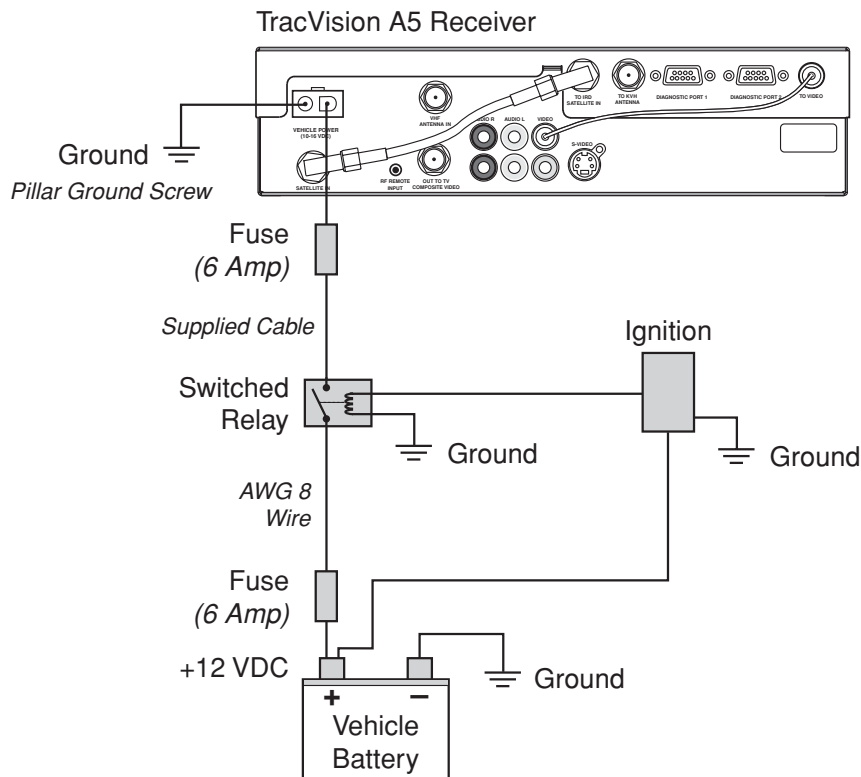 TracVision A5 Receiver
TO IRD
SATELLITE IN
TO KVH
ANTENNA
DIAGNOSTIC PORT 1
DIAGNOSTIC PORT 2
TO VIDEO
VEHICLE POWER
(10-16 VDC)
VHF
ANTENNA IN
AUDIO R
AUDIO L
VIDEO
S-VIDEO
SATELLITE IN
RF REMOTE
INPUT
OUT TO TV
COMPOSITE VIDEO
Ground
Pillar Ground Screw
Fuse
(6 Amp)
Supplied Cable
Ignition
Switched
Relay
Ground
Ground
AWG 8
Wire
Fuse
(6 Amp)
+12 VDC
Ground
+ −
Vehicle
Battery